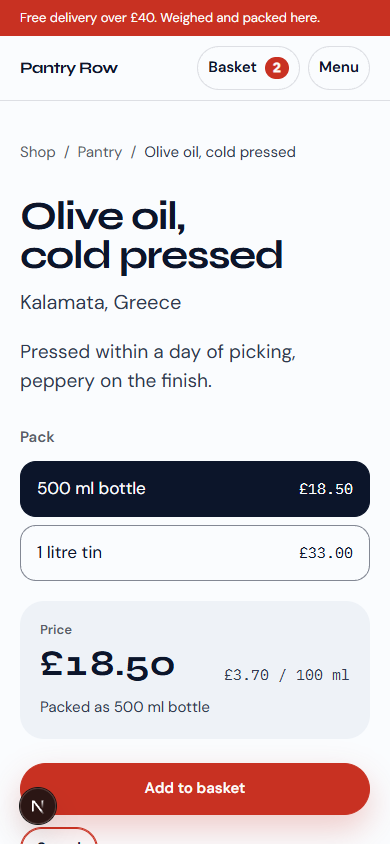 Free delivery over £40. Weighed and packed here.
Pantry Row
Basket 2
Menu
Shop / Pantry / Olive oil, cold pressed
Olive oil,
cold pressed
Kalamata, Greece
Pressed within a day of picking,
peppery on the finish.
Pack
500 ml bottle £18.50
1 litre tin £33.00
Price
£18.50 £3.70 / 100 ml
Packed as 500 ml bottle
Add to basket
N